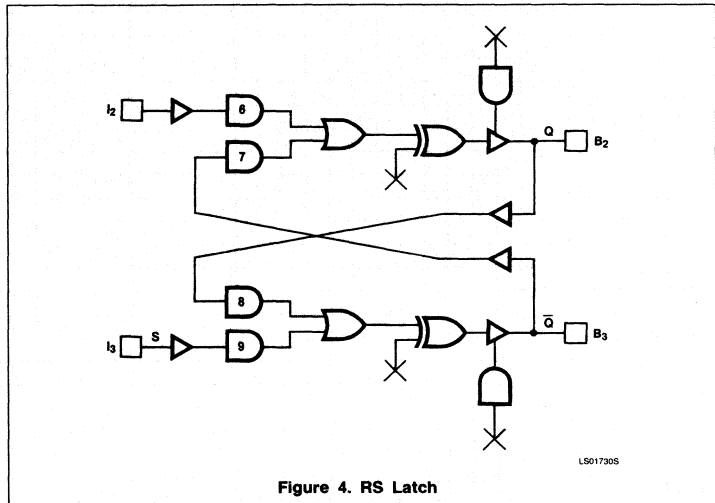 I2
6
7
Q
B2
8
I3
S
9
Q̅
B3
LS01730S
Figure 4. RS Latch